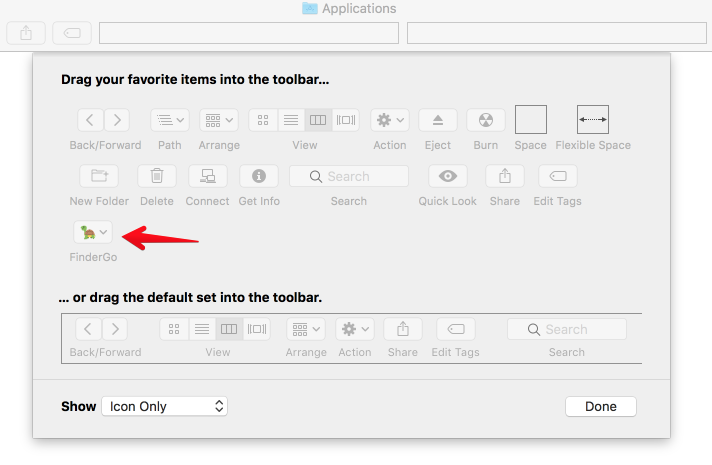 Applications
Drag your favorite items into the toolbar...
Back/Forward Path Arrange View Action Eject Burn Space Flexible Space
Search
New Folder Delete Connect Get Info Search Quick Look Share Edit Tags
FinderGo
... or drag the default set into the toolbar.
Search
Back/Forward View Arrange Action Share Edit Tags Search
Show Icon Only Done